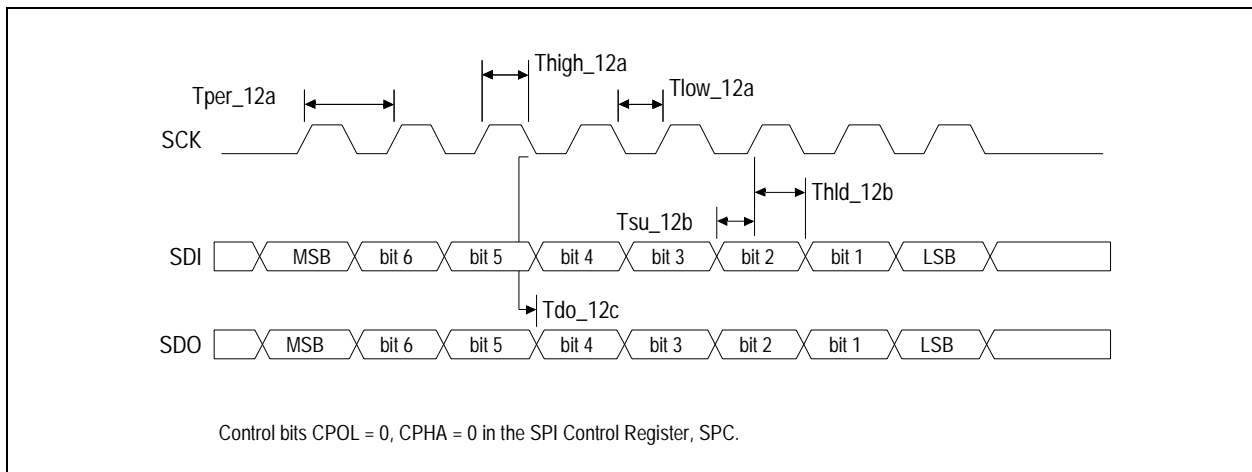 Thigh_12a
Tlow_12a
Tper_12a
SCK
Thld_12b
Tsu_12b
SDI MSB bit 6 bit 5 bit 4 bit 3 bit 2 bit 1 LSB
Tdo_12c
SDO MSB bit 6 bit 5 bit 4 bit 3 bit 2 bit 1 LSB
Control bits CPOL = 0, CPHA = 0 in the SPI Control Register, SPC.